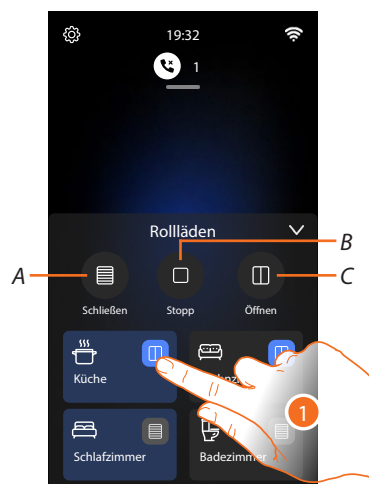 19:32
1
Rollläden
B
A
C
Schließen Stopp Öffnen
Küche
1
Schlafzimmer Badezimmer